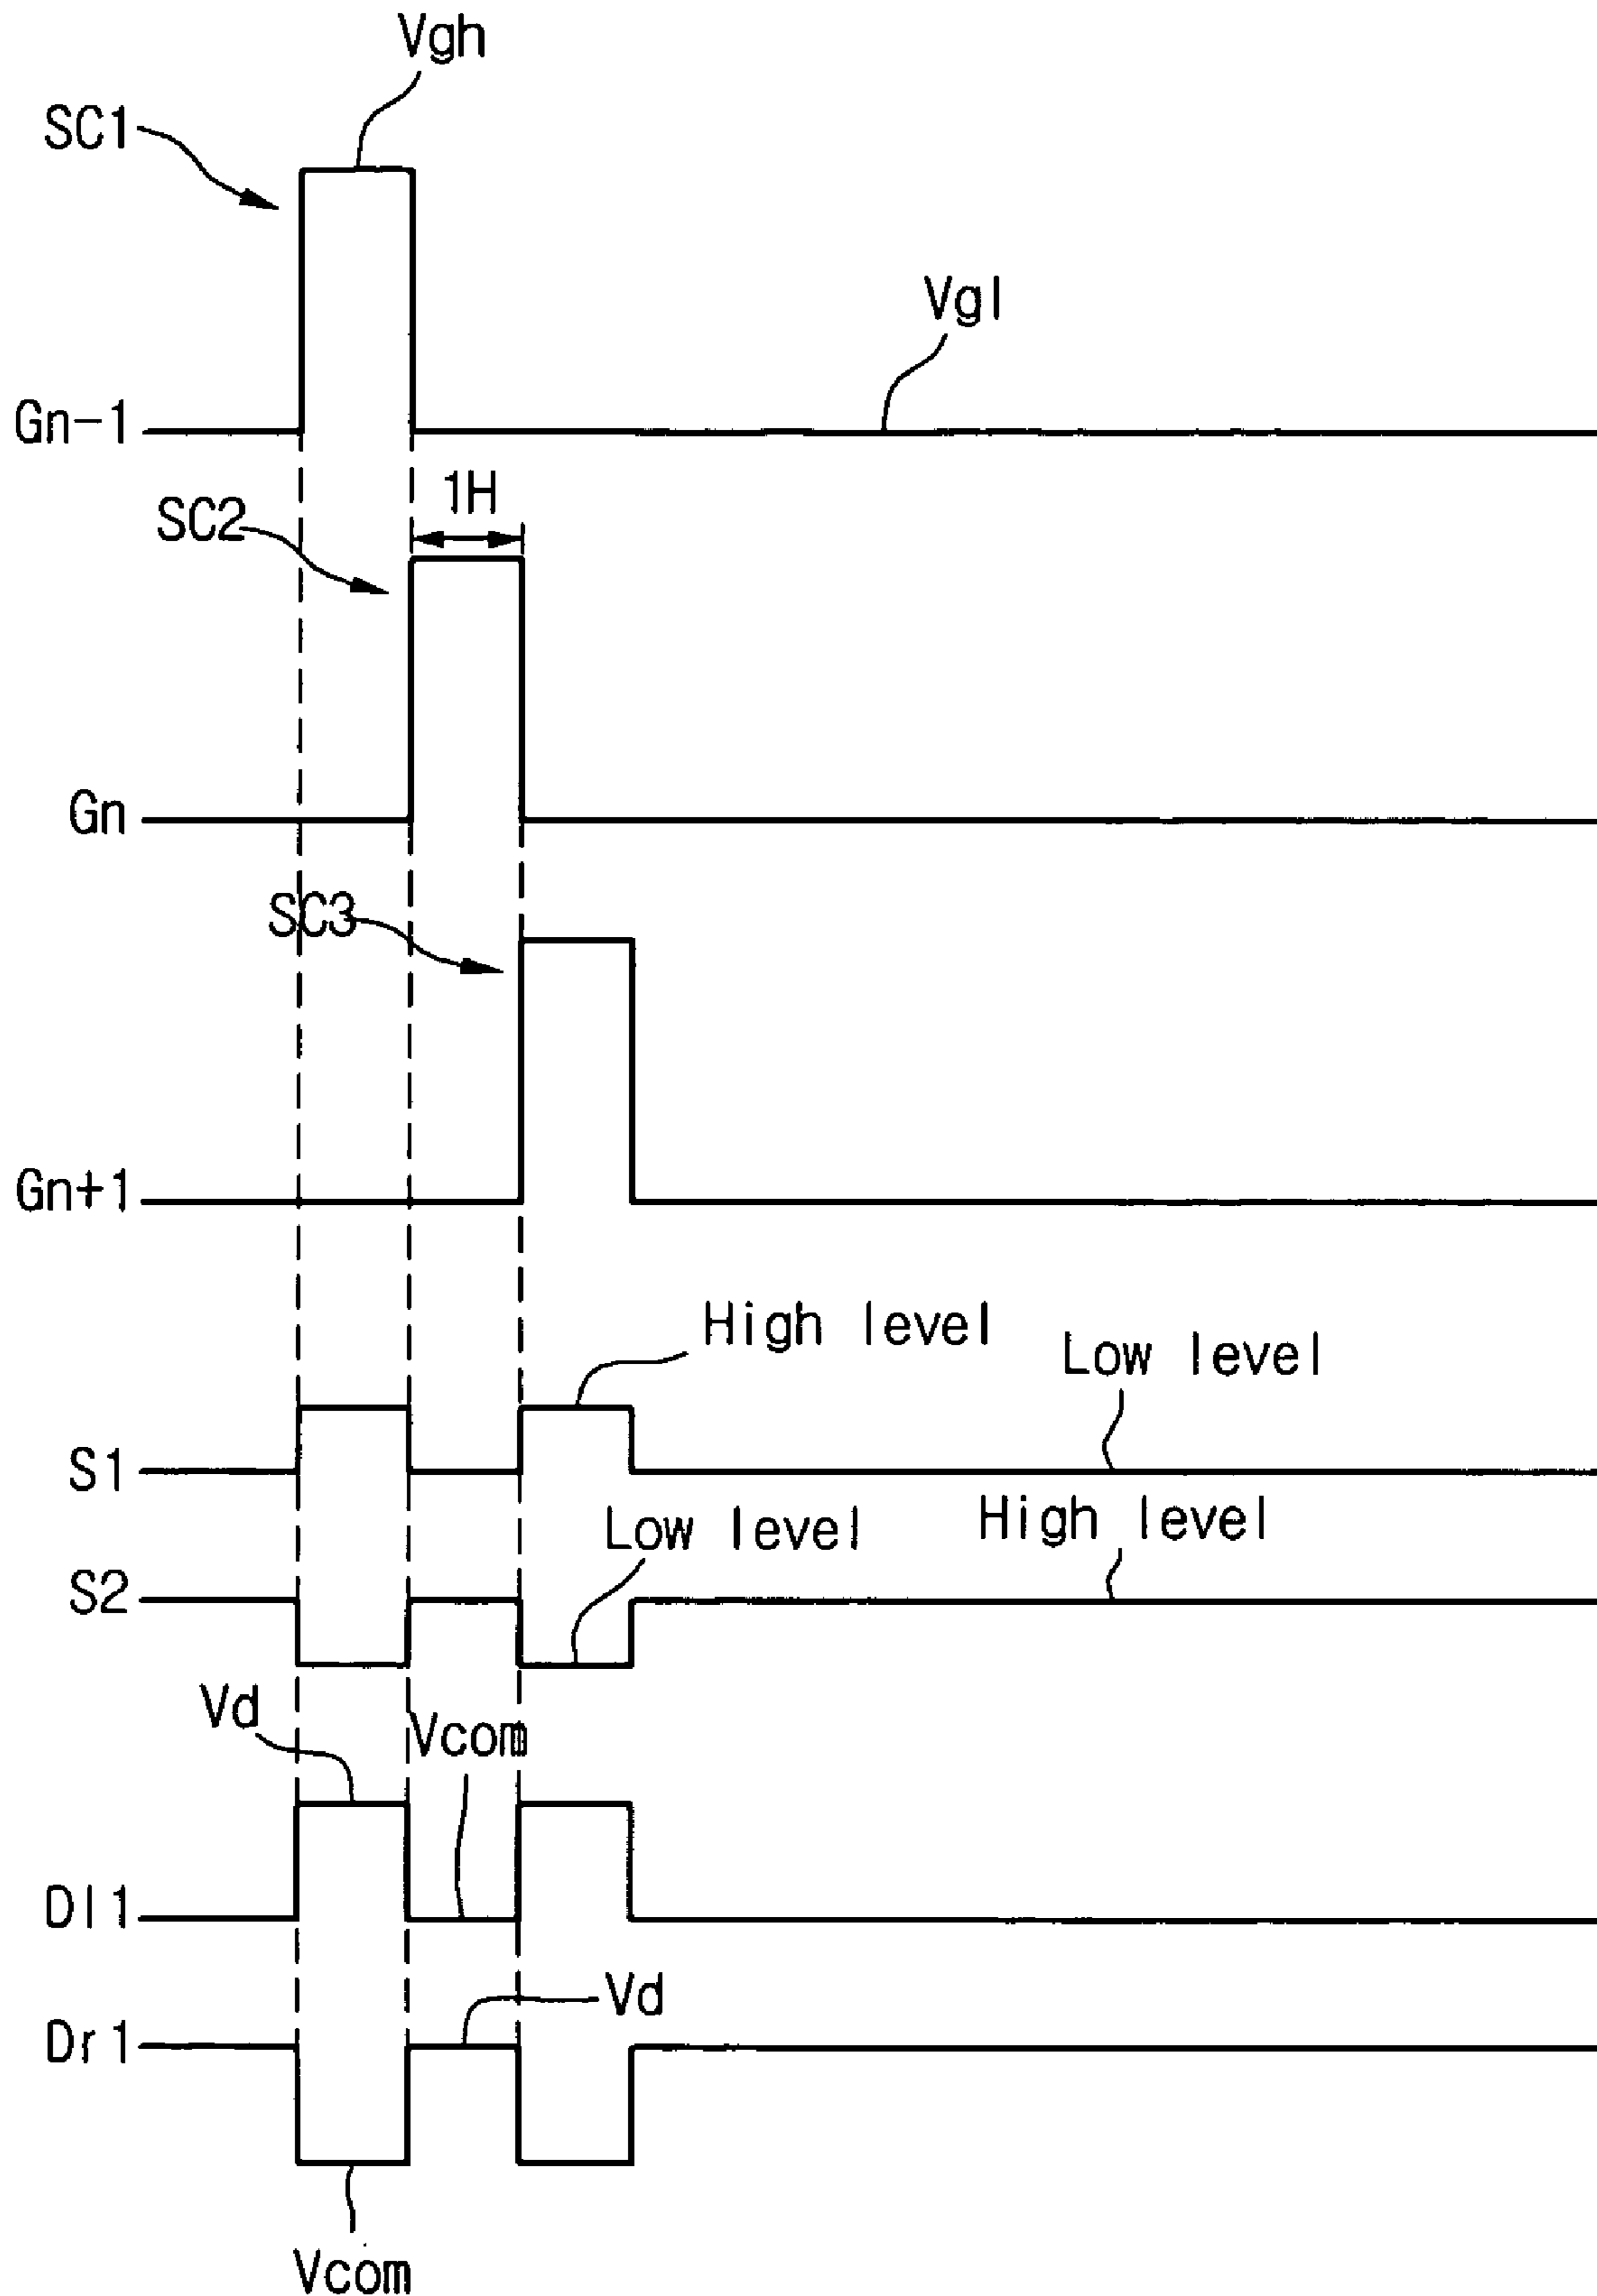 Vgh
SC1
Vgl
Gn-1
1H
SC2
Gn
SC3
Gn+1
High level
Low level
S1
High level
Low level
S2
Vd
Vcom
Dl1
Vd
Dr1
Vcom